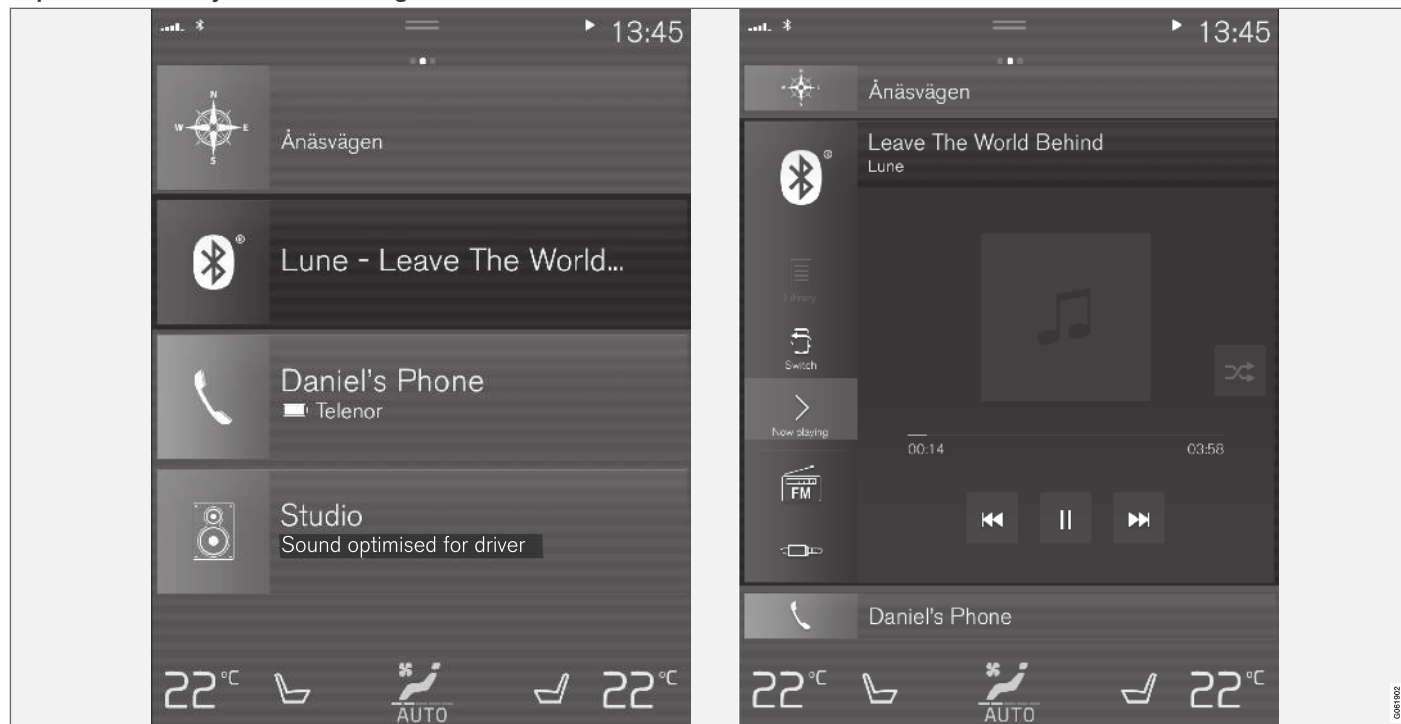 13:45
N
W E
S
Ånäsvägen
®
Lune - Leave The World...
Daniel's Phone
Telenor
Studio
Sound optimised for driver
22°C
AUTO
22°C
13:45
Ånäsvägen
®
Leave The World Behind
Lune
Library
Switch
Now playing
00:14
03:58
FM
Daniel's Phone
22°C
AUTO
22°C
G061902